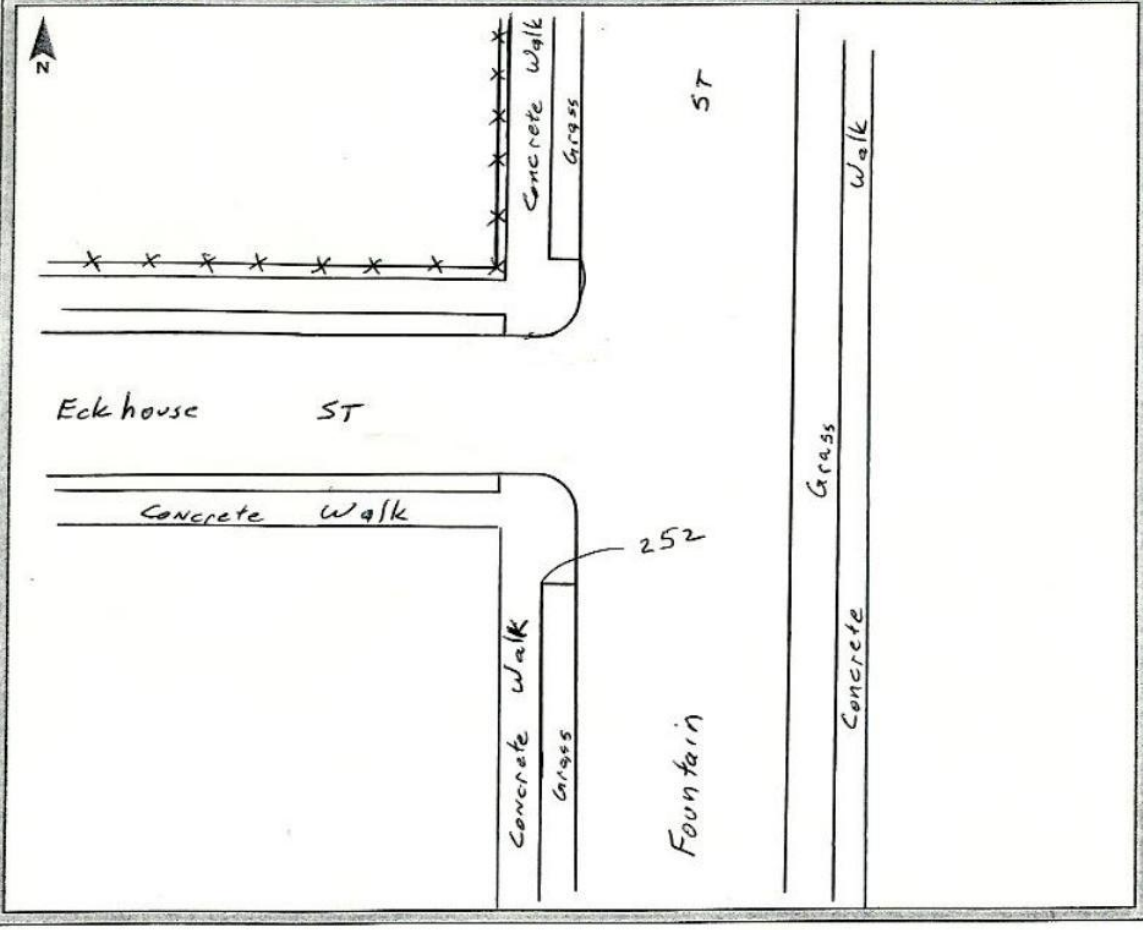 N
Concrete Walk
Grass
ST
Walk
Eckhouse ST
Grass
Concrete Walk
252
Concrete Walk
Grass
Fountain
Concrete